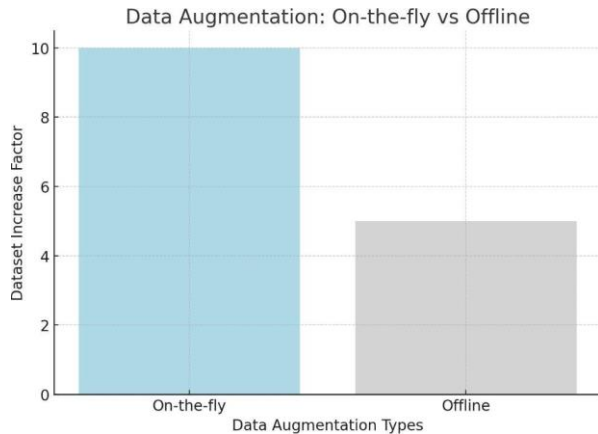 Data Augmentation: On-the-fly vs Offline
Dataset Increase Factor
10
8
6
4
2
0
On-the-fly Offline
Data Augmentation Types